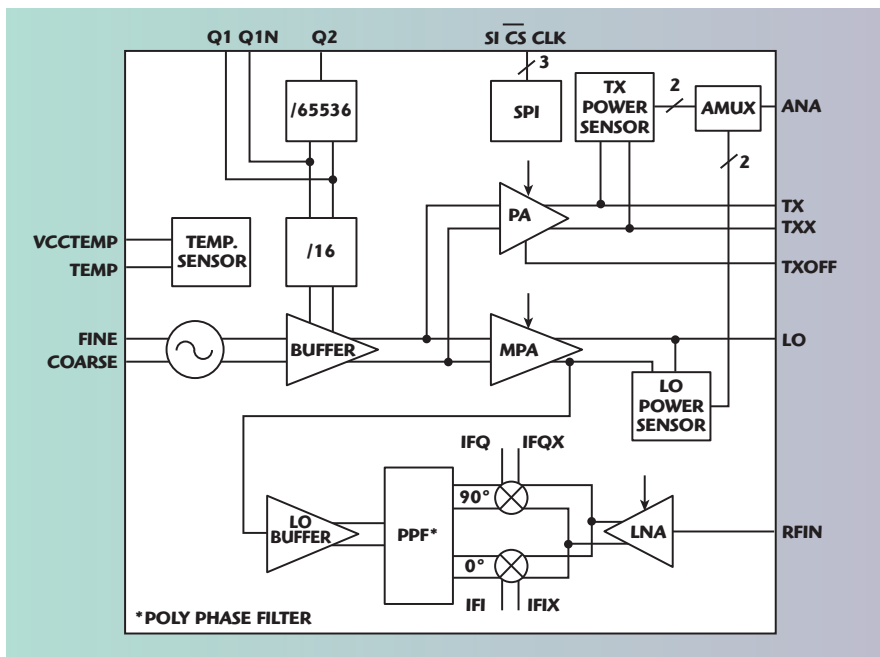 Q1 Q1N Q2 SI CS CLK
3
/65536
SPI
TX
POWER
SENSOR
2
AMUX
ANA
2
PA
TX
TXX
TXOFF
VCCTEMP
TEMP
TEMP.
SENSOR
/16
FINE
COARSE
BUFFER
MPA
LO
LO
POWER
SENSOR
IFQ IFQX
90°
LO
BUFFER
PPF*
LNA
RFIN
0°
IFI IFIX
*POLY PHASE FILTER